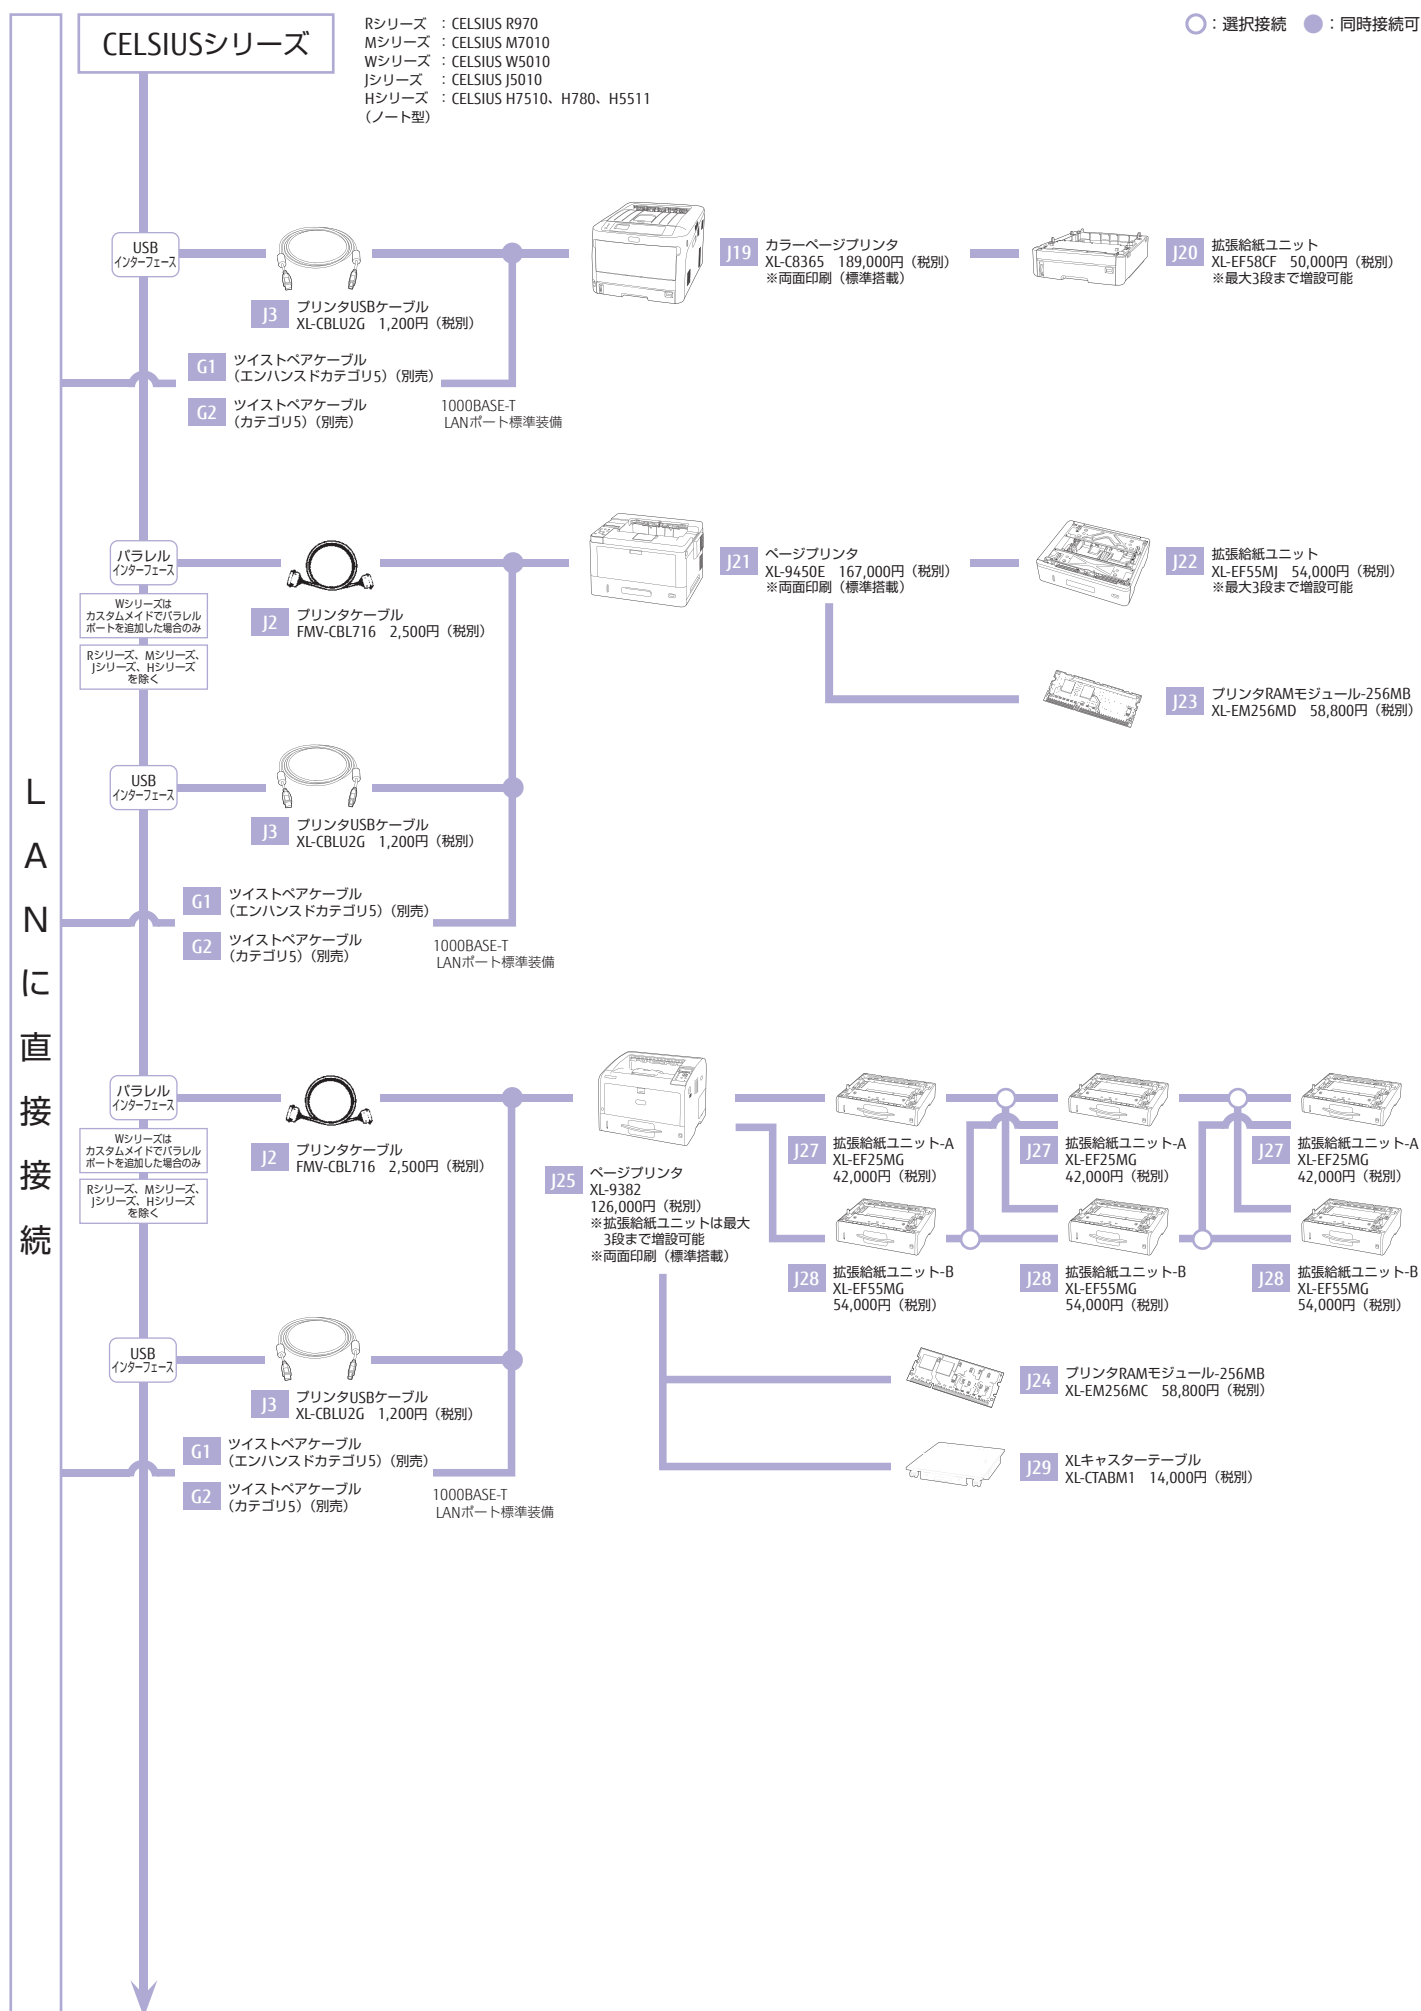 CELSIUSシリーズ
Rシリーズ ：CELSIUS R970
Mシリーズ ：CELSIUS M7010
Wシリーズ ：CELSIUS W5010
Jシリーズ ：CELSIUS J5010
Hシリーズ ：CELSIUS H7510、H780、H5511
（ノート型）
：選択接続 ：同時接続可
LANに直接接続
USB
インターフェース
J3 プリンタUSBケーブル
XL-CBLU2G 1,200円（税別）
G1 ツイストペアケーブル
（エンハンスドカテゴリ5）（別売）
G2 ツイストペアケーブル
（カテゴリ5）（別売）
1000BASE-T
LANポート標準装備
J19 カラーページプリンタ
XL-C8365 189,000円（税別）
※両面印刷（標準搭載）
J20 拡張給紙ユニット
XL-EF58CF 50,000円（税別）
※最大3段まで増設可能
パラレル
インターフェース
Wシリーズは
カスタムメイドでパラレル
ポートを追加した場合のみ
Rシリーズ、Mシリーズ、
Jシリーズ、Hシリーズ
を除く
J2 プリンタケーブル
FMV-CBL716 2,500円（税別）
J21 ページプリンタ
XL-9450E 167,000円（税別）
※両面印刷（標準搭載）
J22 拡張給紙ユニット
XL-EF55MJ 54,000円（税別）
※最大3段まで増設可能
J23 プリンタRAMモジュール-256MB
XL-EM256MD 58,800円（税別）
USB
インターフェース
J3 プリンタUSBケーブル
XL-CBLU2G 1,200円（税別）
G1 ツイストペアケーブル
（エンハンスドカテゴリ5）（別売）
G2 ツイストペアケーブル
（カテゴリ5）（別売）
1000BASE-T
LANポート標準装備
パラレル
インターフェース
Wシリーズは
カスタムメイドでパラレル
ポートを追加した場合のみ
Rシリーズ、Mシリーズ、
Jシリーズ、Hシリーズ
を除く
J2 プリンタケーブル
FMV-CBL716 2,500円（税別）
J25 ページプリンタ
XL-9382
126,000円（税別）
※拡張給紙ユニットは最大
3段まで増設可能
※両面印刷（標準搭載）
J27 拡張給紙ユニット-A
XL-EF25MG
42,000円（税別）
J27 拡張給紙ユニット-A
XL-EF25MG
42,000円（税別）
J27 拡張給紙ユニット-A
XL-EF25MG
42,000円（税別）
J28 拡張給紙ユニット-B
XL-EF55MG
54,000円（税別）
J28 拡張給紙ユニット-B
XL-EF55MG
54,000円（税別）
J28 拡張給紙ユニット-B
XL-EF55MG
54,000円（税別）
USB
インターフェース
J3 プリンタUSBケーブル
XL-CBLU2G 1,200円（税別）
J24 プリンタRAMモジュール-256MB
XL-EM256MC 58,800円（税別）
G1 ツイストペアケーブル
（エンハンスドカテゴリ5）（別売）
G2 ツイストペアケーブル
（カテゴリ5）（別売）
1000BASE-T
LANポート標準装備
J29 XLキャスターテーブル
XL-CTABM1 14,000円（税別）